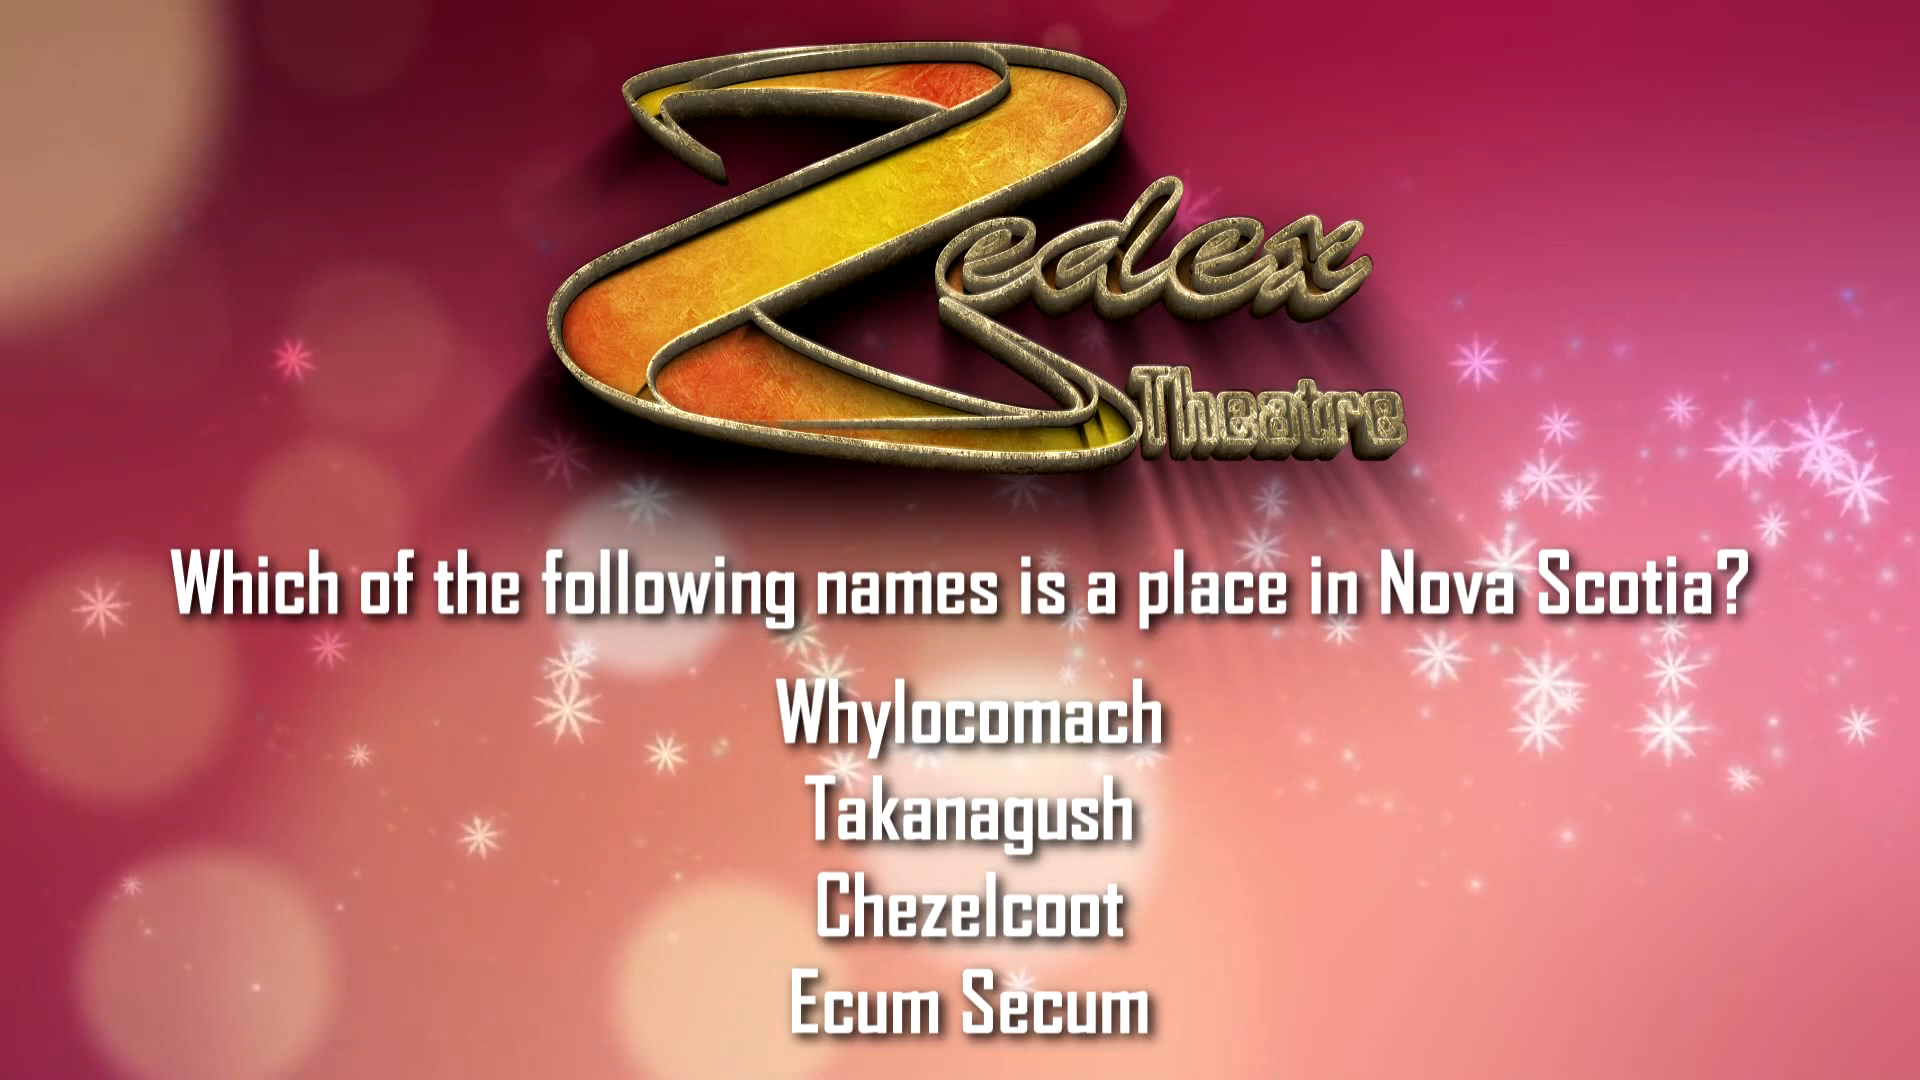 Zedex
Theatre
Which of the following names is a place in Nova Scotia?
Whylocomach
Takanagush
Chezelcoot
Ecum Secum